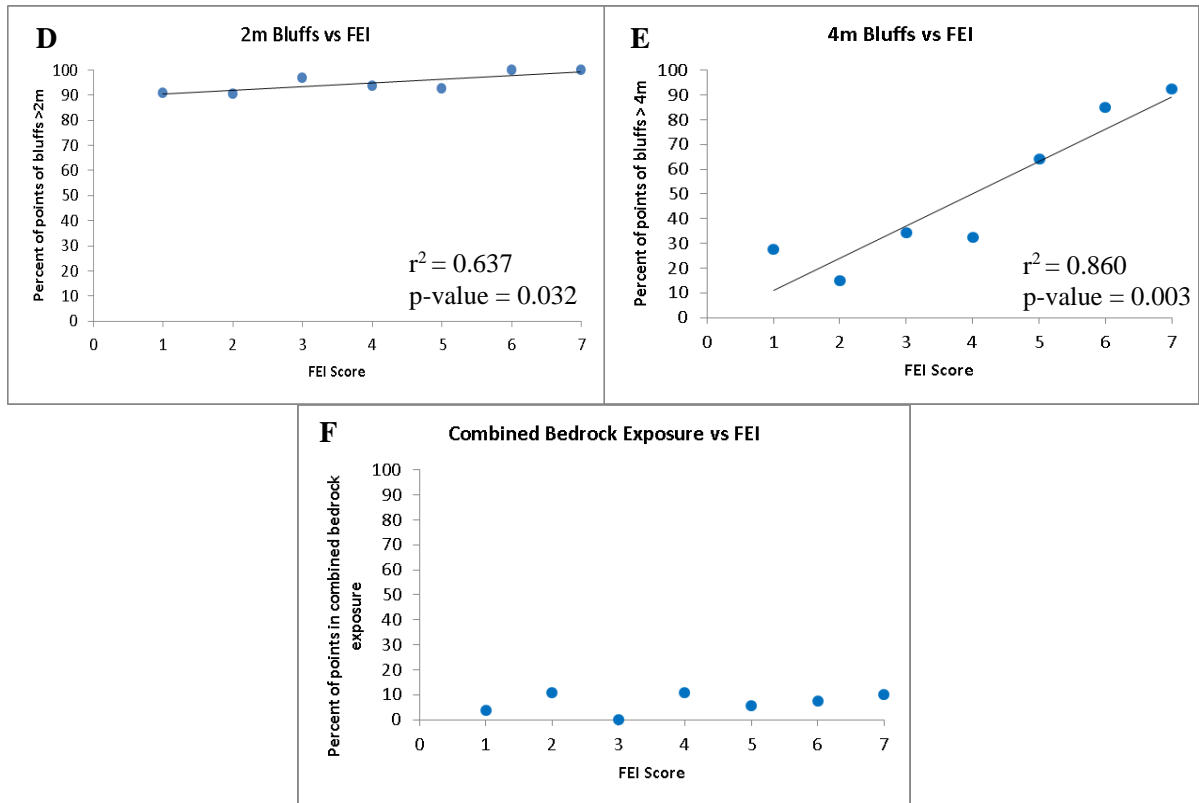 D
2m Bluffs vs FEI
Percent of points of bluffs >2m
100
90
80
70
60
50
40
30
20
10
0
r² = 0.637
p-value = 0.032
0 1 2 3 4 5 6 7
FEI Score
E
4m Bluffs vs FEI
Percent of points of bluffs > 4m
100
90
80
70
60
50
40
30
20
10
0
r² = 0.860
p-value = 0.003
0 1 2 3 4 5 6 7
FEI Score
F
Combined Bedrock Exposure vs FEI
Percent of points in combined bedrock
exposure
100
90
80
70
60
50
40
30
20
10
0
0 1 2 3 4 5 6 7
FEI Score